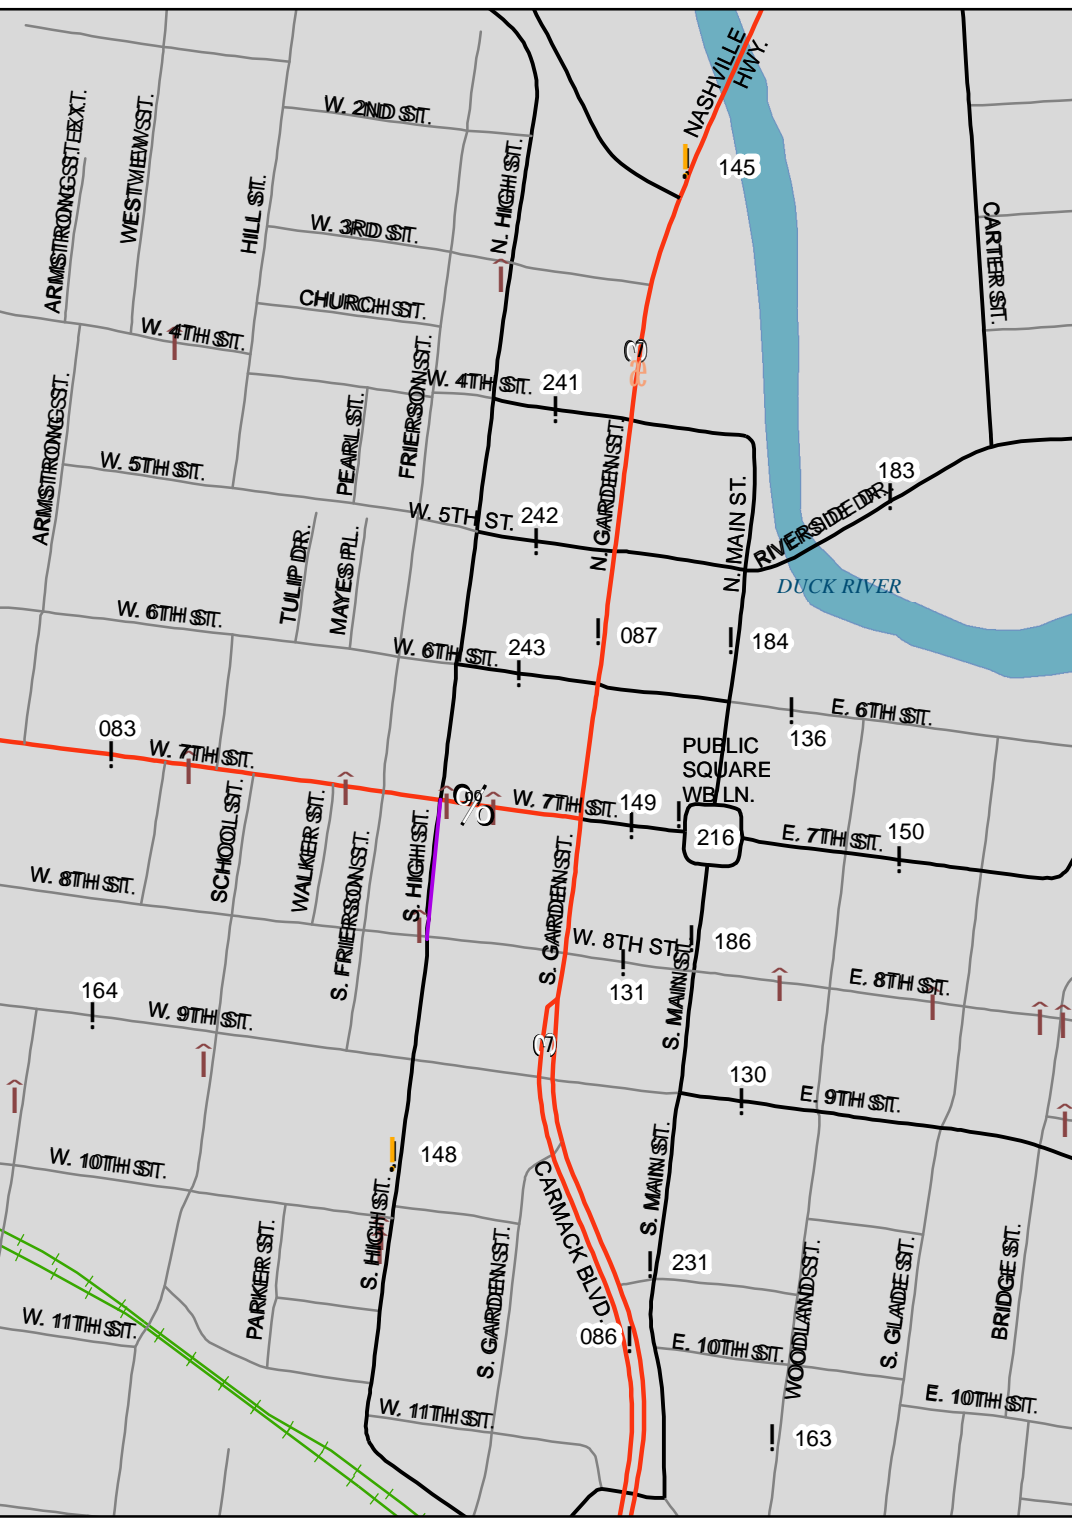 NASHVILLE
HWY.
W. 2ND ST.
ARMSTRONG ST. EXT.
WESTVIEW ST.
HILL ST.
N. HIGH ST.
145
W. 3RD ST.
CARTER ST.
CHURCH ST.
W. 4TH ST.
FRIERSON ST.
W. 4TH ST.
241
ARMSTRONG ST.
PEARL ST.
N. GARDEN ST.
W. 5TH ST.
183
W. 5TH ST.
242
N. MAIN ST.
RIVERSIDE DR.
TULIP DR.
MAYES PL.
DUCK RIVER
W. 6TH ST.
W. 6TH ST.
243
087
184
E. 6TH ST.
136
083
W. 7TH ST.
PUBLIC
SQUARE
WB LN.
W. 7TH ST.
149
216
E. 7TH ST.
150
SCHOOL ST.
WALKER ST.
S. FRIERSON ST.
S. HIGH ST.
S. GARDEN ST.
W. 8TH ST.
W. 8TH ST.
186
131
S. MAIN ST.
E. 8TH ST.
164
W. 9TH ST.
130
E. 9TH ST.
148
W. 10TH ST.
S. HIGH ST.
CARMACK BLVD.
S. MAIN ST.
PARKER ST.
S. GARDEN ST.
231
WOODLAND ST.
S. GLADE ST.
BRIDGE ST.
W. 11TH ST.
086
E. 10TH ST.
E. 10TH ST.
W. 11TH ST.
163